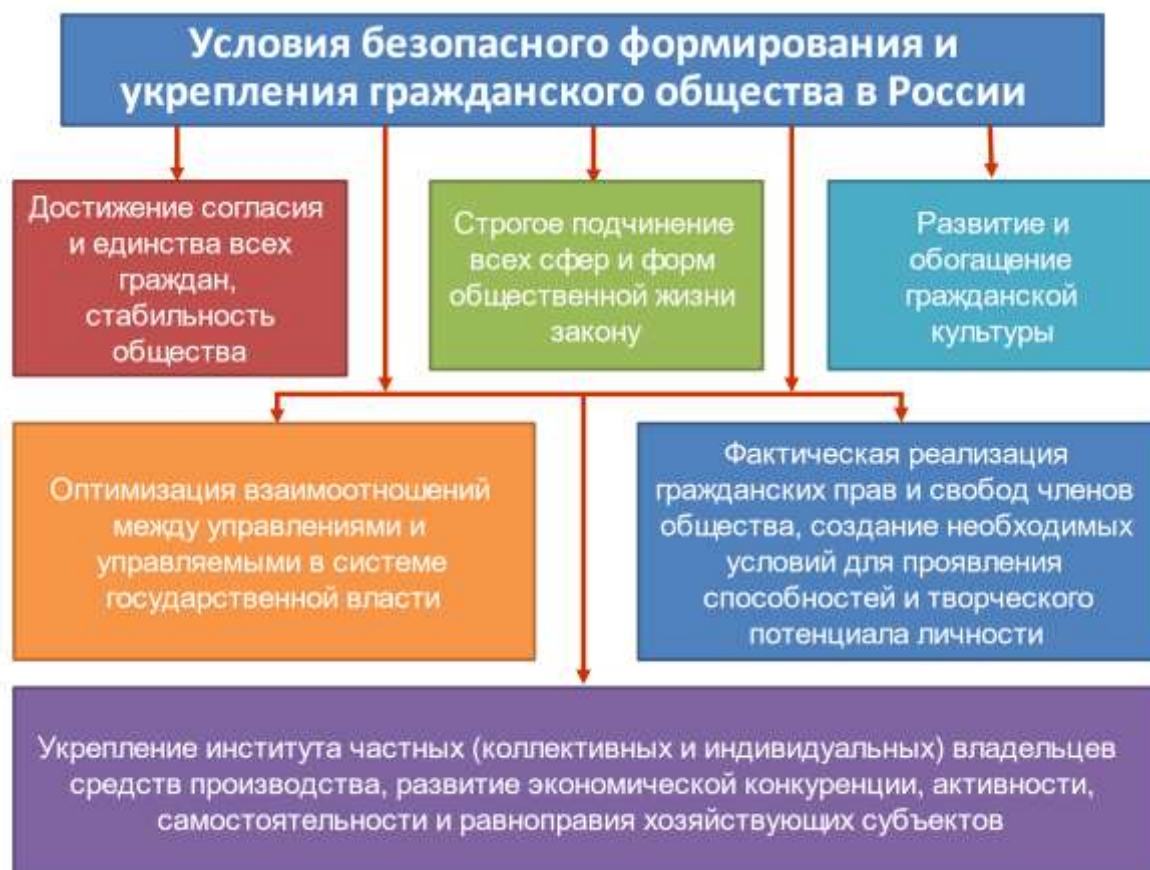 Условия безопасного формирования и
укрепления гражданского общества в России
Достижение согласия
и единства всех
граждан,
стабильность
общества
Строгое подчинение
всех сфер и форм
общественной жизни
закону
Развитие и
обогащение
гражданской
культуры
Оптимизация взаимоотношений
между управлениями и
управляемыми в системе
государственной власти
Фактическая реализация
гражданских прав и свобод членов
общества, создание необходимых
условий для проявления
способностей и творческого
потенциала личности
Укрепление института частных (коллективных и индивидуальных) владельцев
средств производства, развитие экономической конкуренции, активности,
самостоятельности и равноправия хозяйствующих субъектов